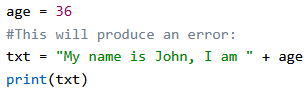 age = 36
#This will produce an error:
txt = "My name is John, I am " + age
print(txt)